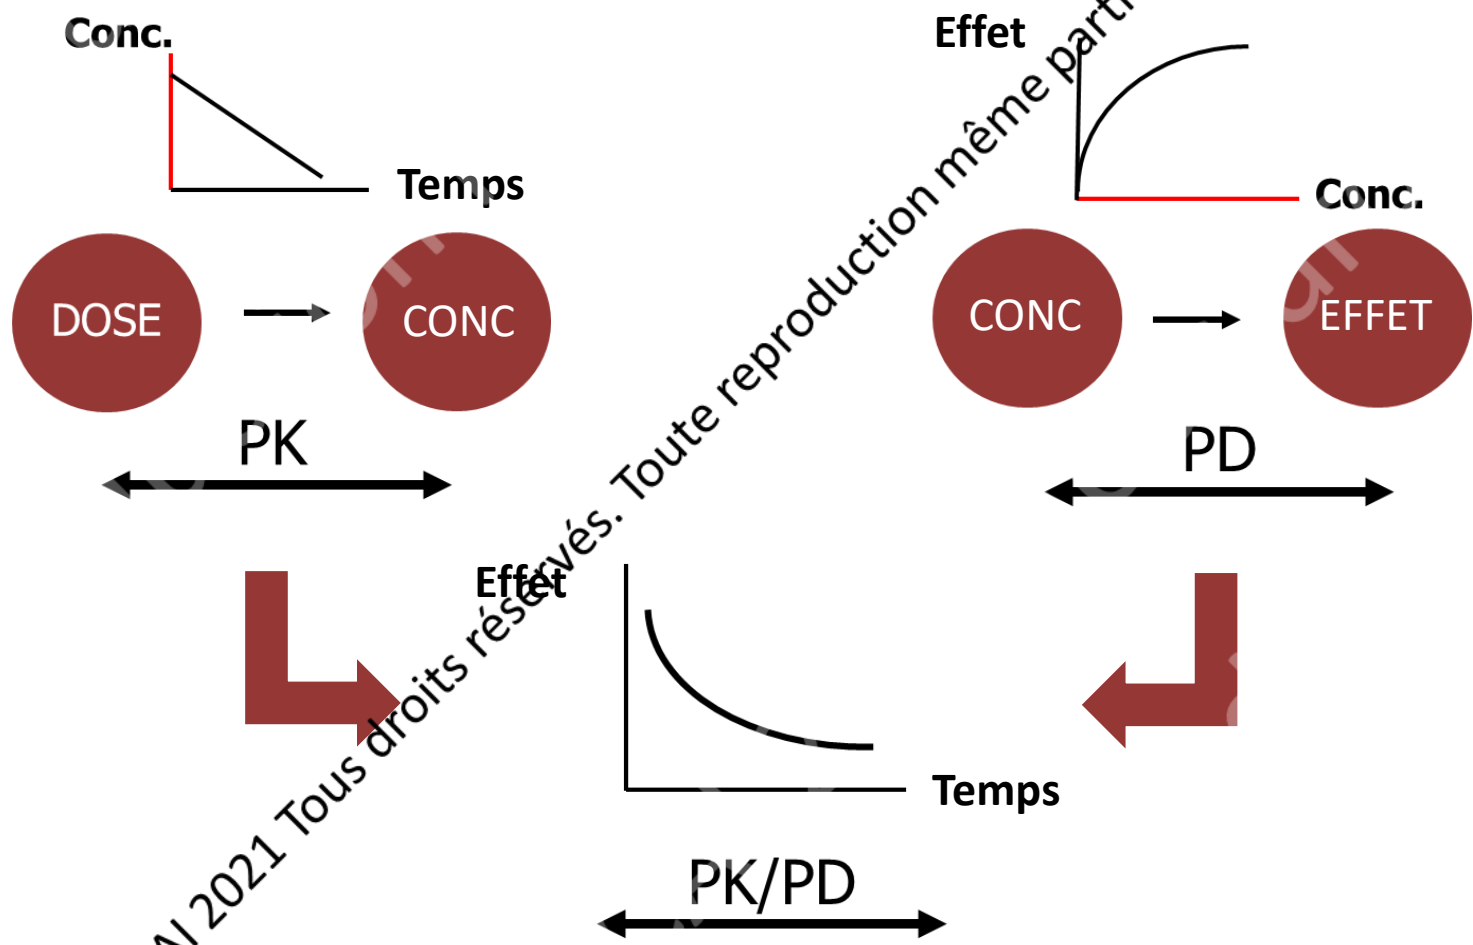 Conc.
Temps
DOSE
CONC
PK
Effet
Conc.
CONC
EFFET
PD
Effet
Temps
PK/PD
2021 Tous droits réservés. Toute reproduction même